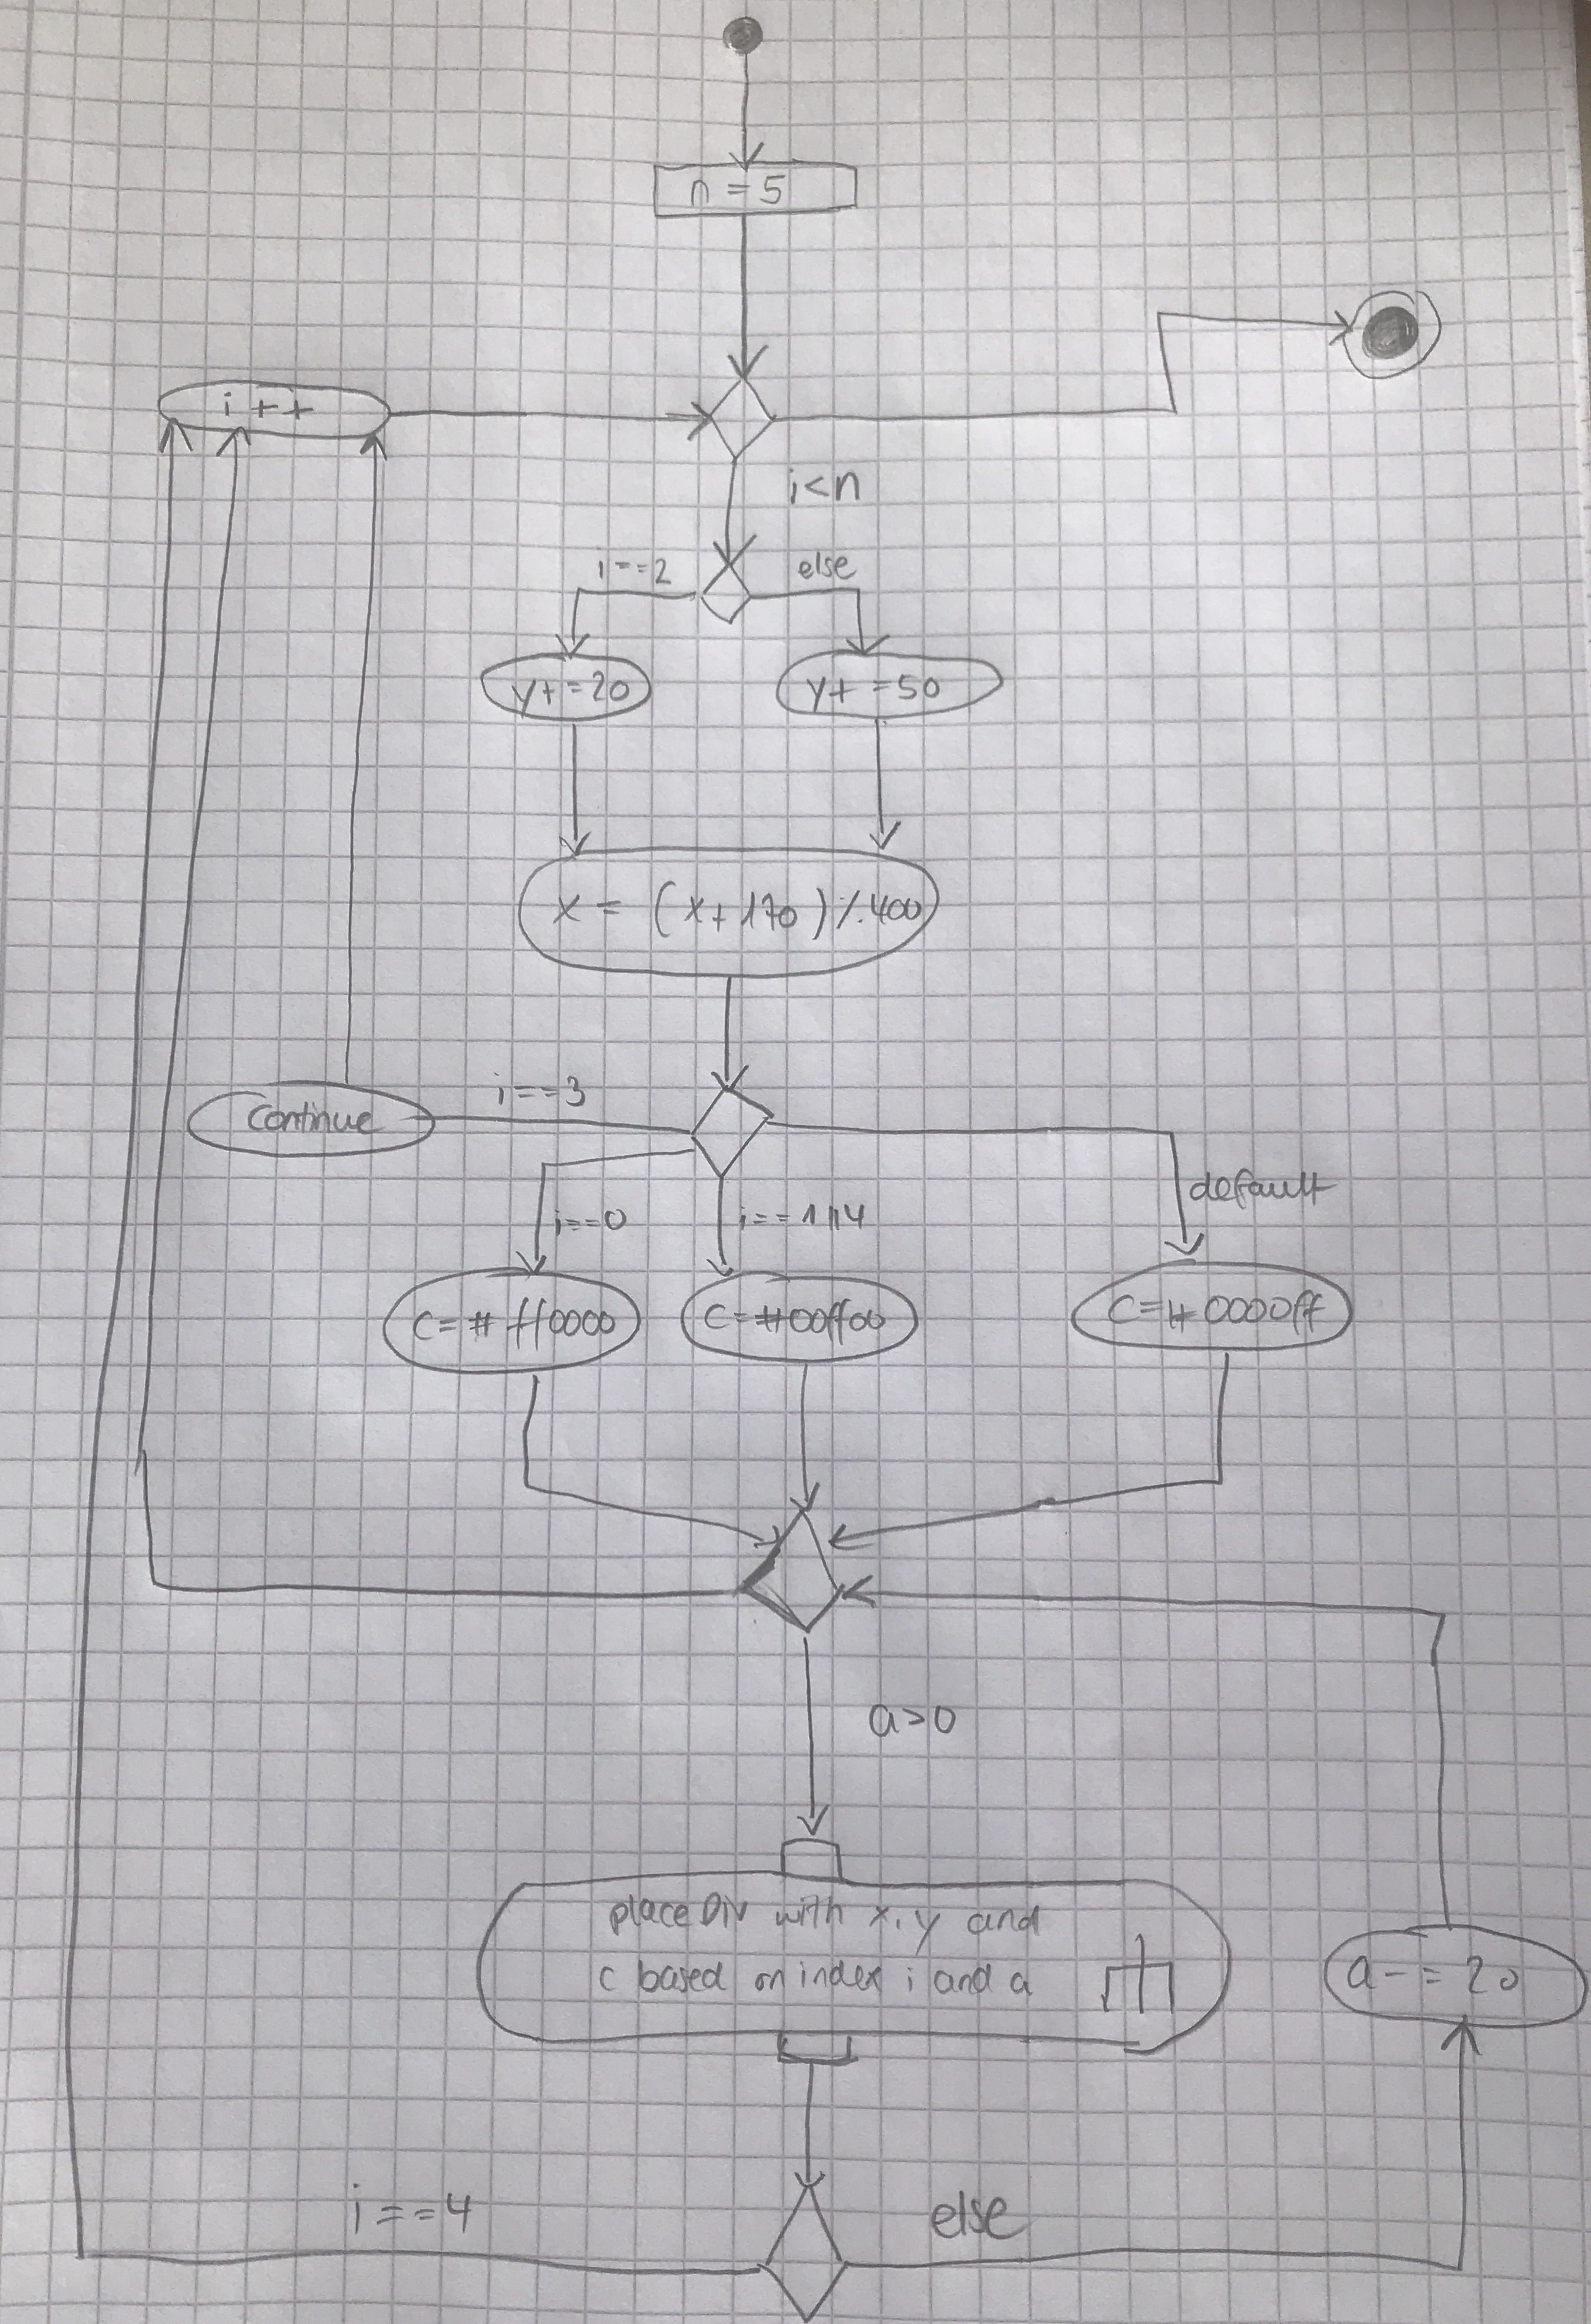 n = 5
i ++
i<n
i==2
else
y+=20
y+ =50
x = (x+170)%400
i==3
continue
default
i==0
i==1||4
c=#ff0000
c=#00ff00
c=#0000ff
a>0
place Div with x, y and
c based on index i and a
a-=20
i==4
else